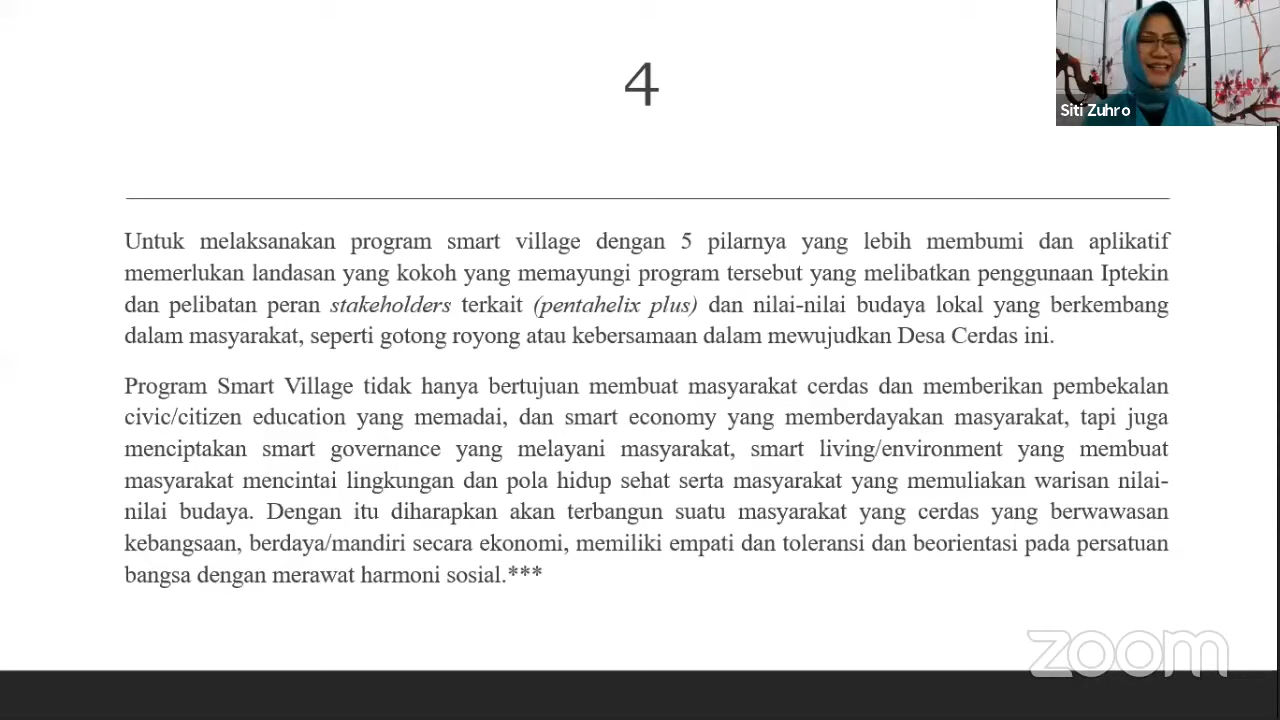 4
Siti Zuhro
Untuk melaksanakan program smart village dengan 5 pilarnya yang lebih membumi dan aplikatif
memerlukan landasan yang kokoh yang memayungi program tersebut yang melibatkan penggunaan Iptekin
dan pelibatan peran stakeholders terkait (pentahelix plus) dan nilai-nilai budaya lokal yang berkembang
dalam masyarakat, seperti gotong royong atau kebersamaan dalam mewujudkan Desa Cerdas ini.
Program Smart Village tidak hanya bertujuan membuat masyarakat cerdas dan memberikan pembekalan
civic/citizen education yang memadai, dan smart economy yang memberdayakan masyarakat, tapi juga
menciptakan smart governance yang melayani masyarakat, smart living/environment yang membuat
masyarakat mencintai lingkungan dan pola hidup sehat serta masyarakat yang memuliakan warisan nilai-
nilai budaya. Dengan itu diharapkan akan terbangun suatu masyarakat yang cerdas yang berwawasan
kebangsaan, berdaya/mandiri secara ekonomi, memiliki empati dan toleransi dan beorientasi pada persatuan
bangsa dengan merawat harmoni sosial.***
zoom